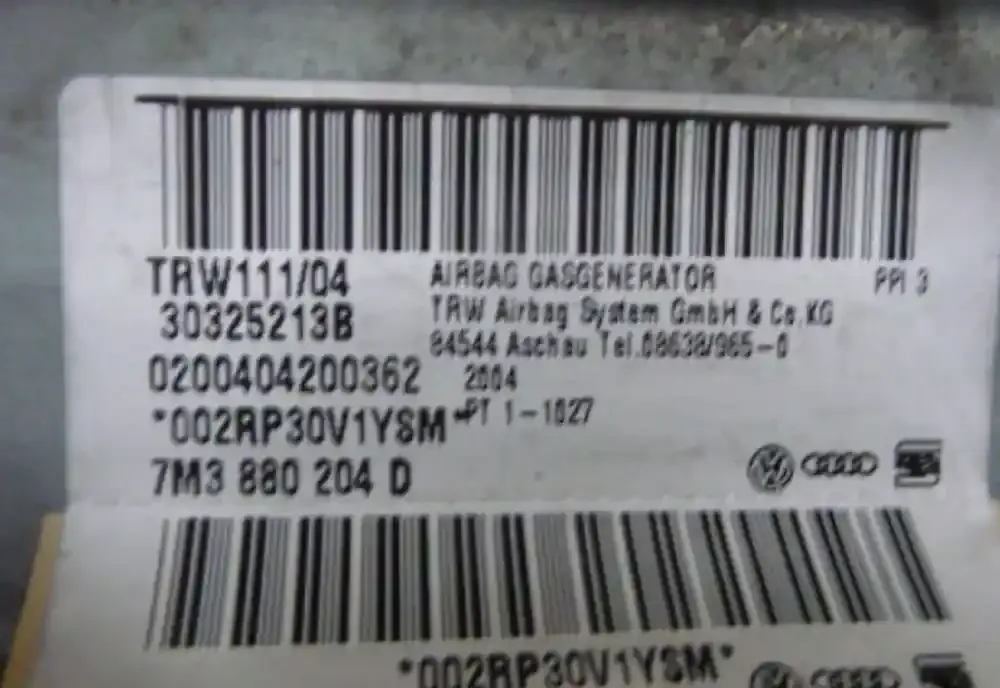 TRW111/04 AIRBAG GASGENERATOR PPI 3
30325213B TRW Airbag System GmbH & Co.KG
84544 Aschau Tel.08638/965-0
0200404200362 2004
*002RP30V1YSM* PT 1-1027
7M3 880 204 D
*002RP30V1YSM*